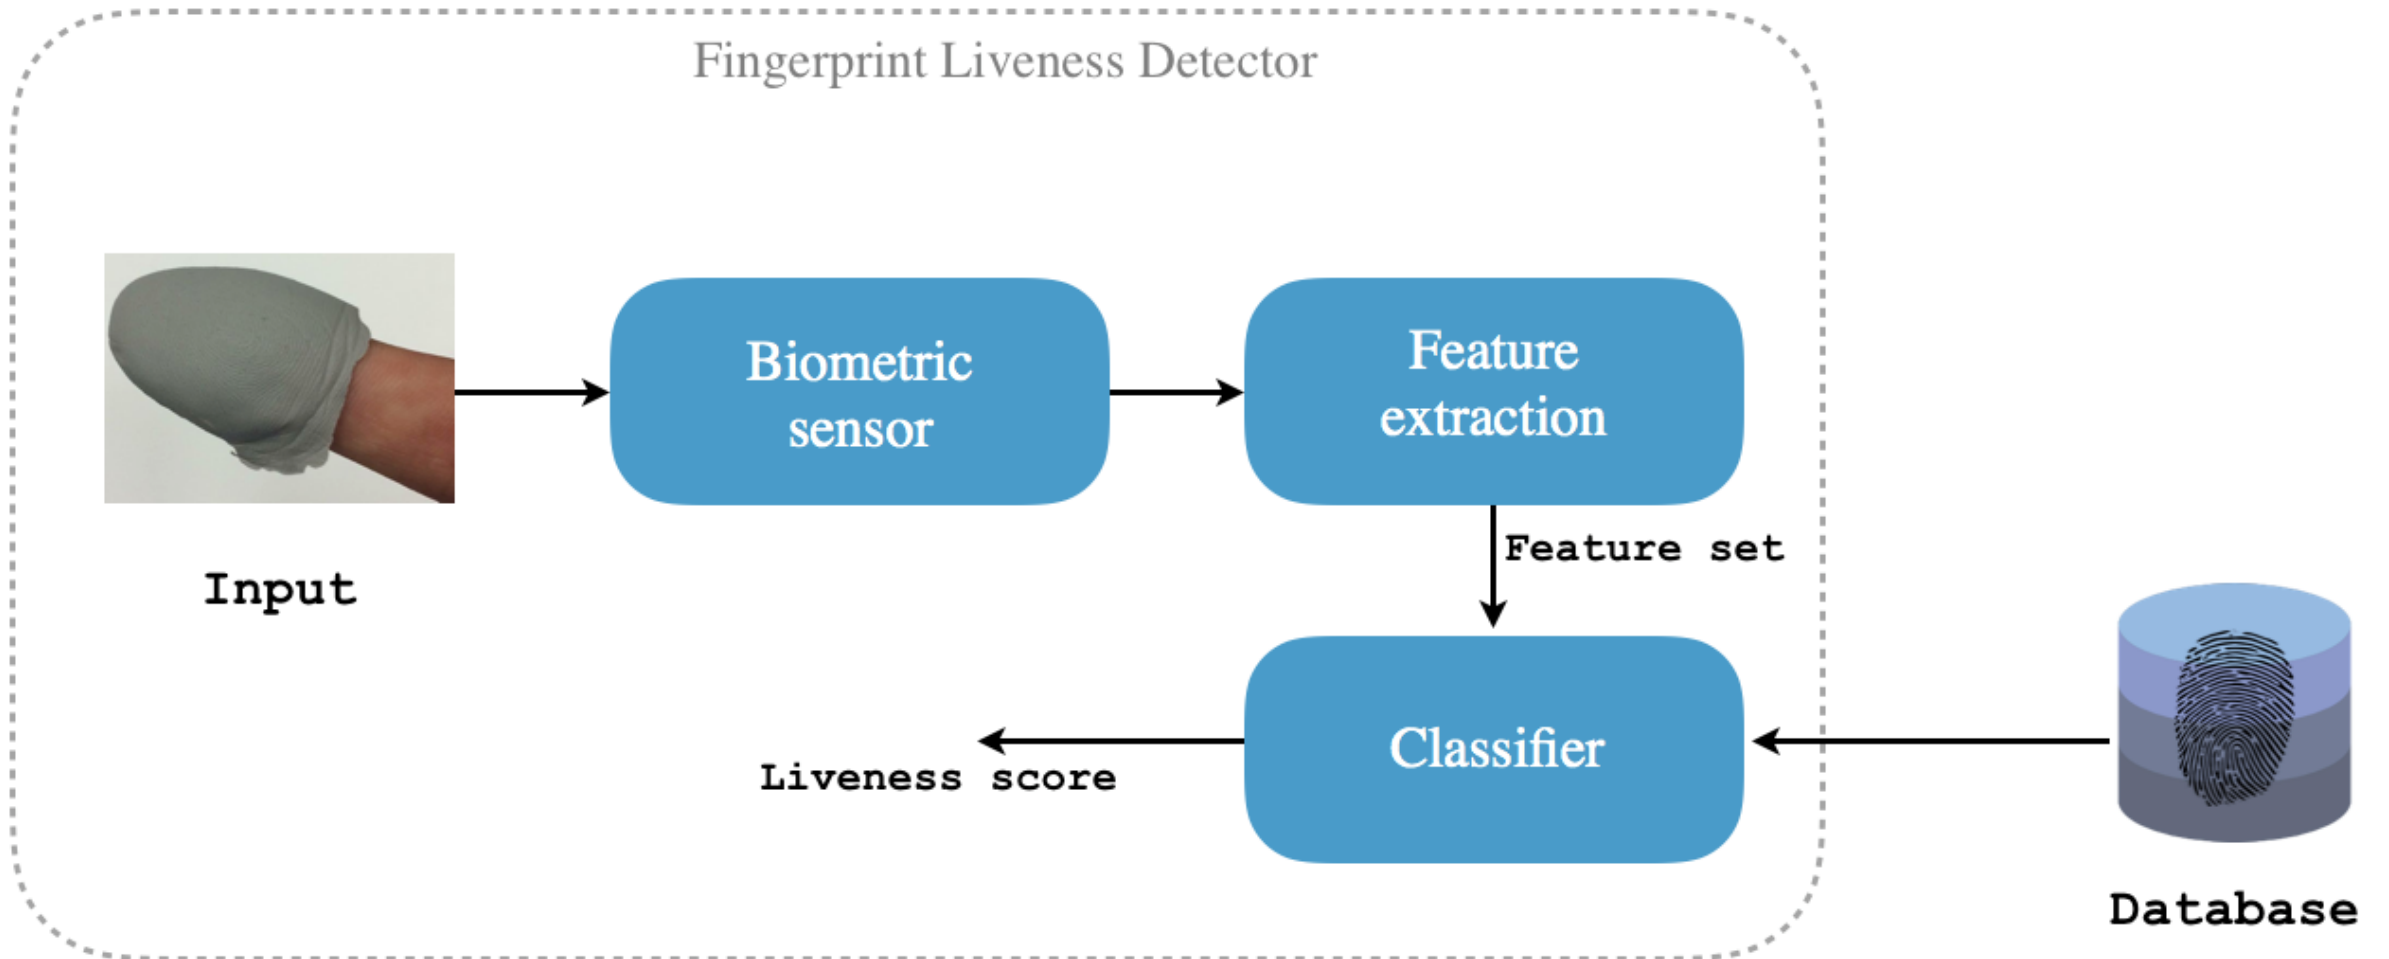 Fingerprint Liveness Detector
Biometric
sensor
Feature
extraction
Input
Feature set
Classifier
Liveness score
Database